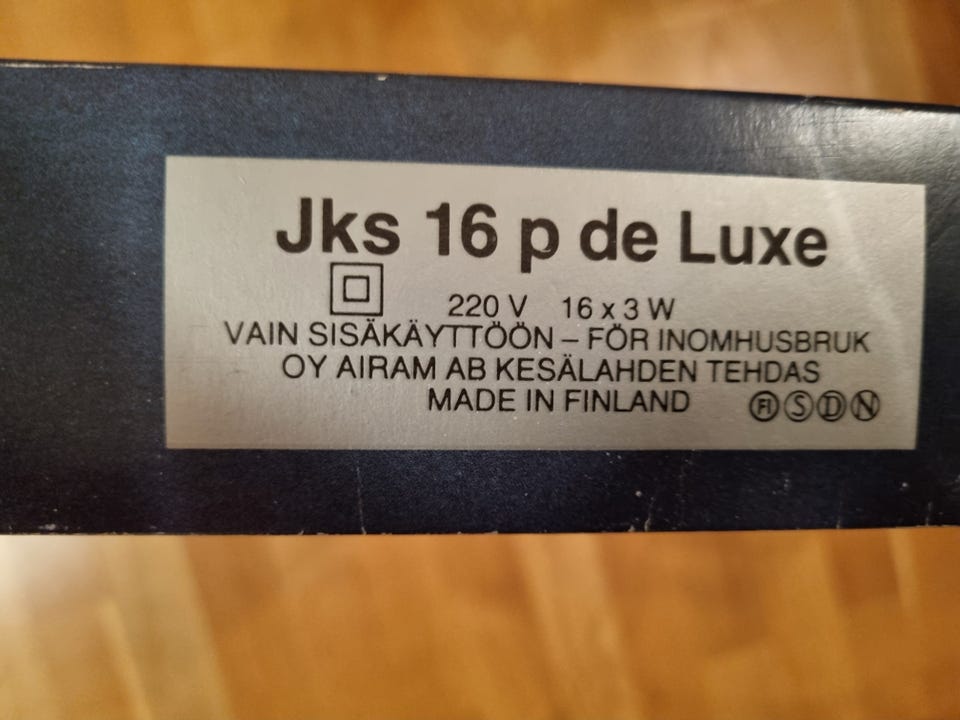 Jks 16 p de Luxe
220 V 16 x 3 W
VAIN SISÄKÄYTTÖÖN – FÖR INOMHUSBRUK
OY AIRAM AB KESÄLAHDEN TEHDAS
MADE IN FINLAND FI S D N